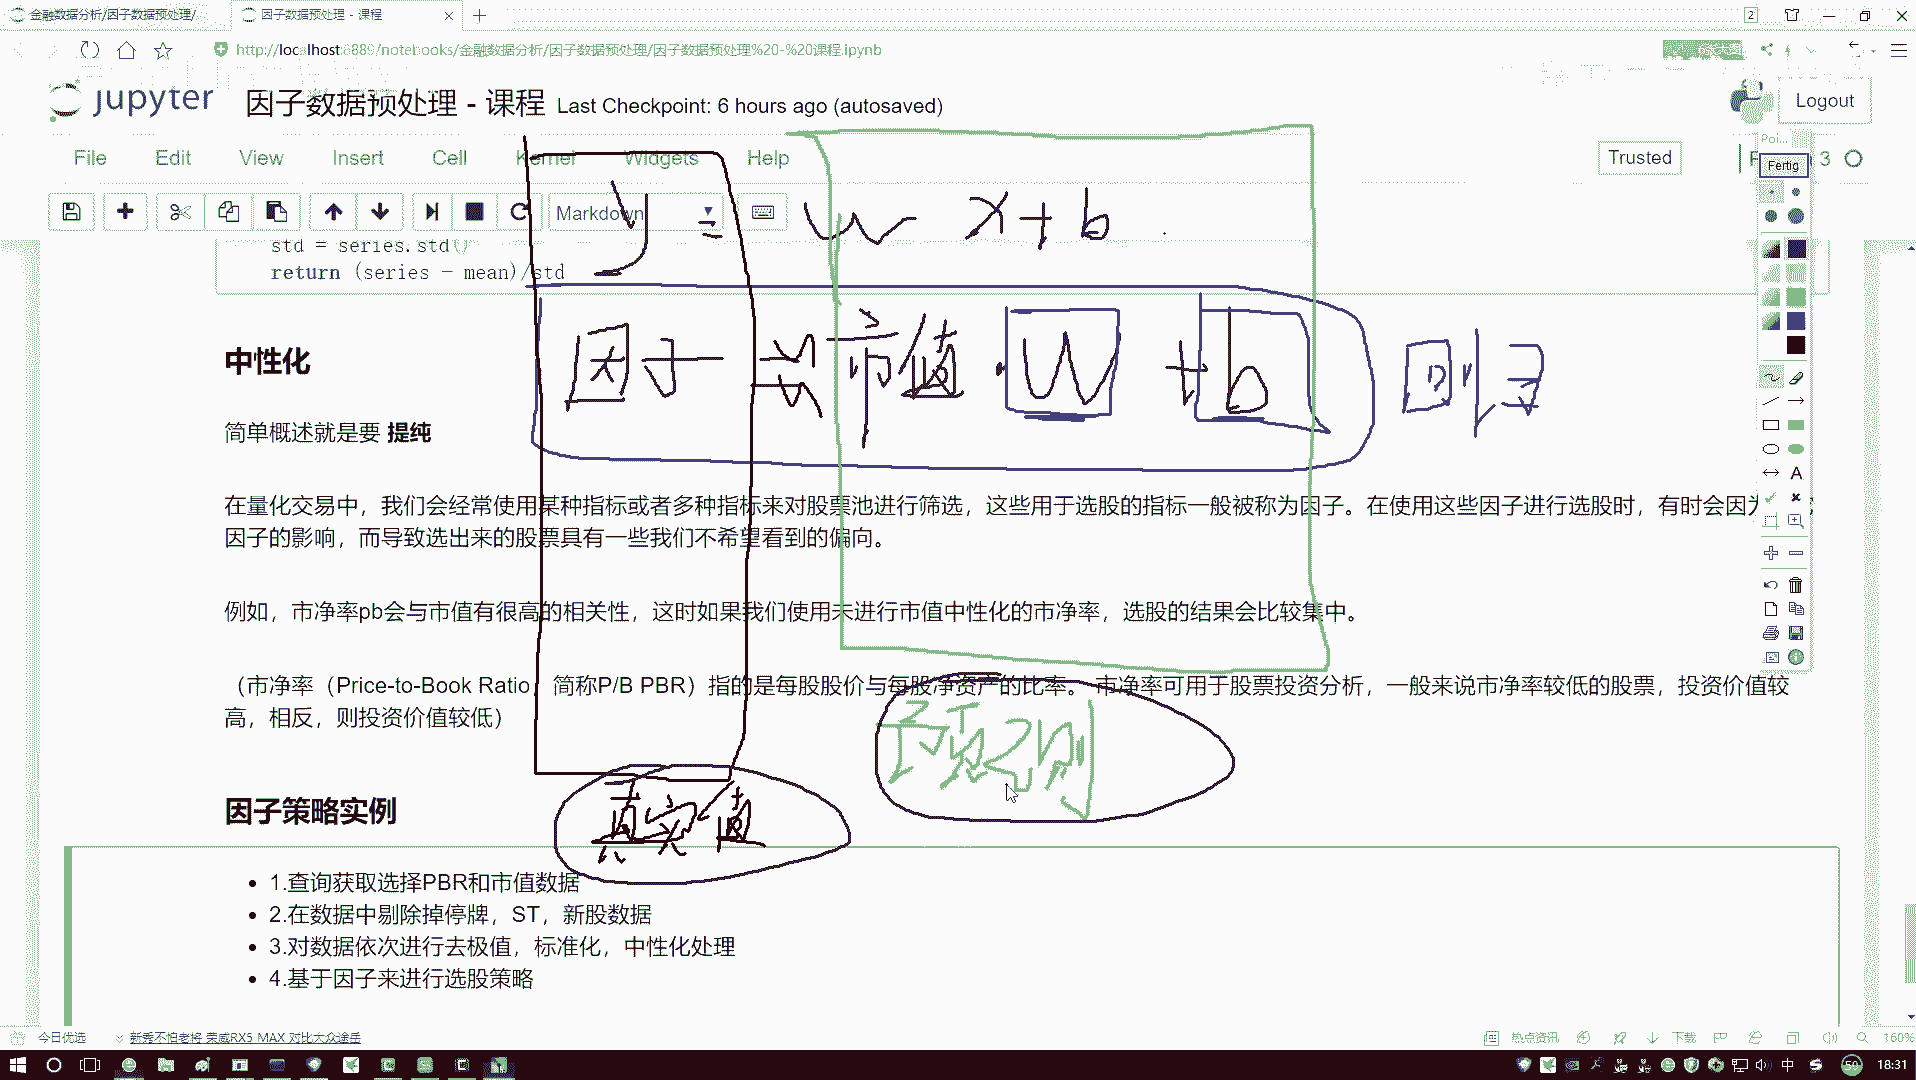 金融数据分析/因子数据预处理/
因子数据预处理 - 课程
2
http://localhost:8889/notebooks/金融数据分析/因子数据预处理/因子数据预处理%20-%20课程.ipynb
jupyter 因子数据预处理 - 课程 Last Checkpoint: 6 hours ago (autosaved)
Logout
File Edit View Insert Cell Kernel Widgets Help
Trusted
3
Fertig
Markdown
y = w x + b
std = series.std()
return (series - mean)/std
因子 市值 · W + b 回归
中性化
简单概述就是要 提纯
在量化交易中，我们会经常使用某种指标或者多种指标来对股票池进行筛选，这些用于选股的指标一般被称为因子。在使用这些因子进行选股时，有时会因为
因子的影响，而导致选出来的股票具有一些我们不希望看到的偏向。
例如，市净率pb会与市值有很高的相关性，这时如果我们使用未进行市值中性化的市净率，选股的结果会比较集中。
（市净率（Price-to-Book Ratio，简称P/B PBR）指的是每股股价与每股净资产的比率。 市净率可用于股票投资分析，一般来说市净率较低的股票，投资价值较
高，相反，则投资价值较低）
预测
真实值
因子策略实例
1.查询获取选择PBR和市值数据
2.在数据中剔除掉停牌，ST，新股数据
3.对数据依次进行去极值，标准化，中性化处理
4.基于因子来进行选股策略
今日优选
新秀不怕老将 荣威RX5 MAX 对比大众途岳
热点资讯
下载
160%
中
59
18:31